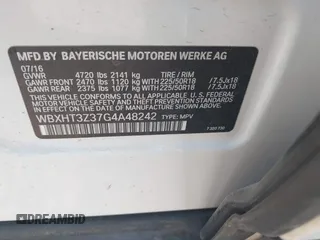 MFD BY BAYERISCHE MOTOREN WERKE AG
07/16
GVWR 4720 lbs 2141 kg TIRE / RIM
GAWR FRONT 2470 lbs 1120 kg WITH 225/50R18 / 7.5Jx18
GAWR REAR 2375 lbs 1077 kg WITH 225/50R18 / 7.5Jx18
THIS VEHICLE CONFORMS TO ALL APPLICABLE
U.S. FEDERAL MOTOR VEHICLE SAFETY, BUMPER AND
THEFT PREVENTION STANDARDS IN EFFECT ON THE
DATE OF MANUFACTURE SHOWN ABOVE.
WBXHT3Z37G4A48242 TYPE: MPV
DREAMBID